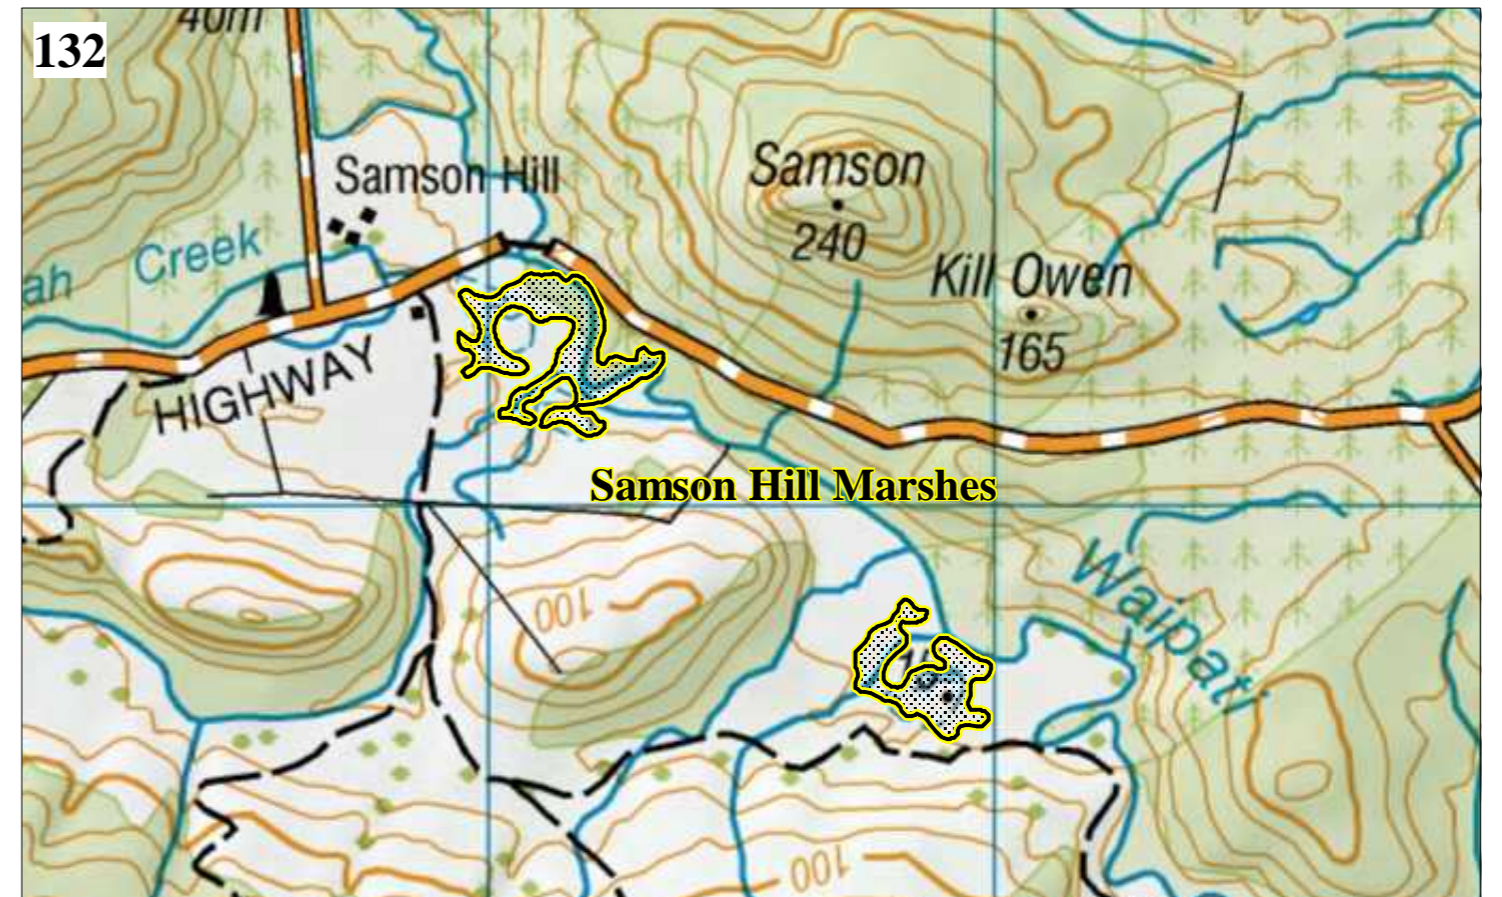 40m
132
Samson Hill
Samson
240
ah Creek
Kill Owen
165
HIGHWAY
Samson Hill Marshes
Waipati
100
100